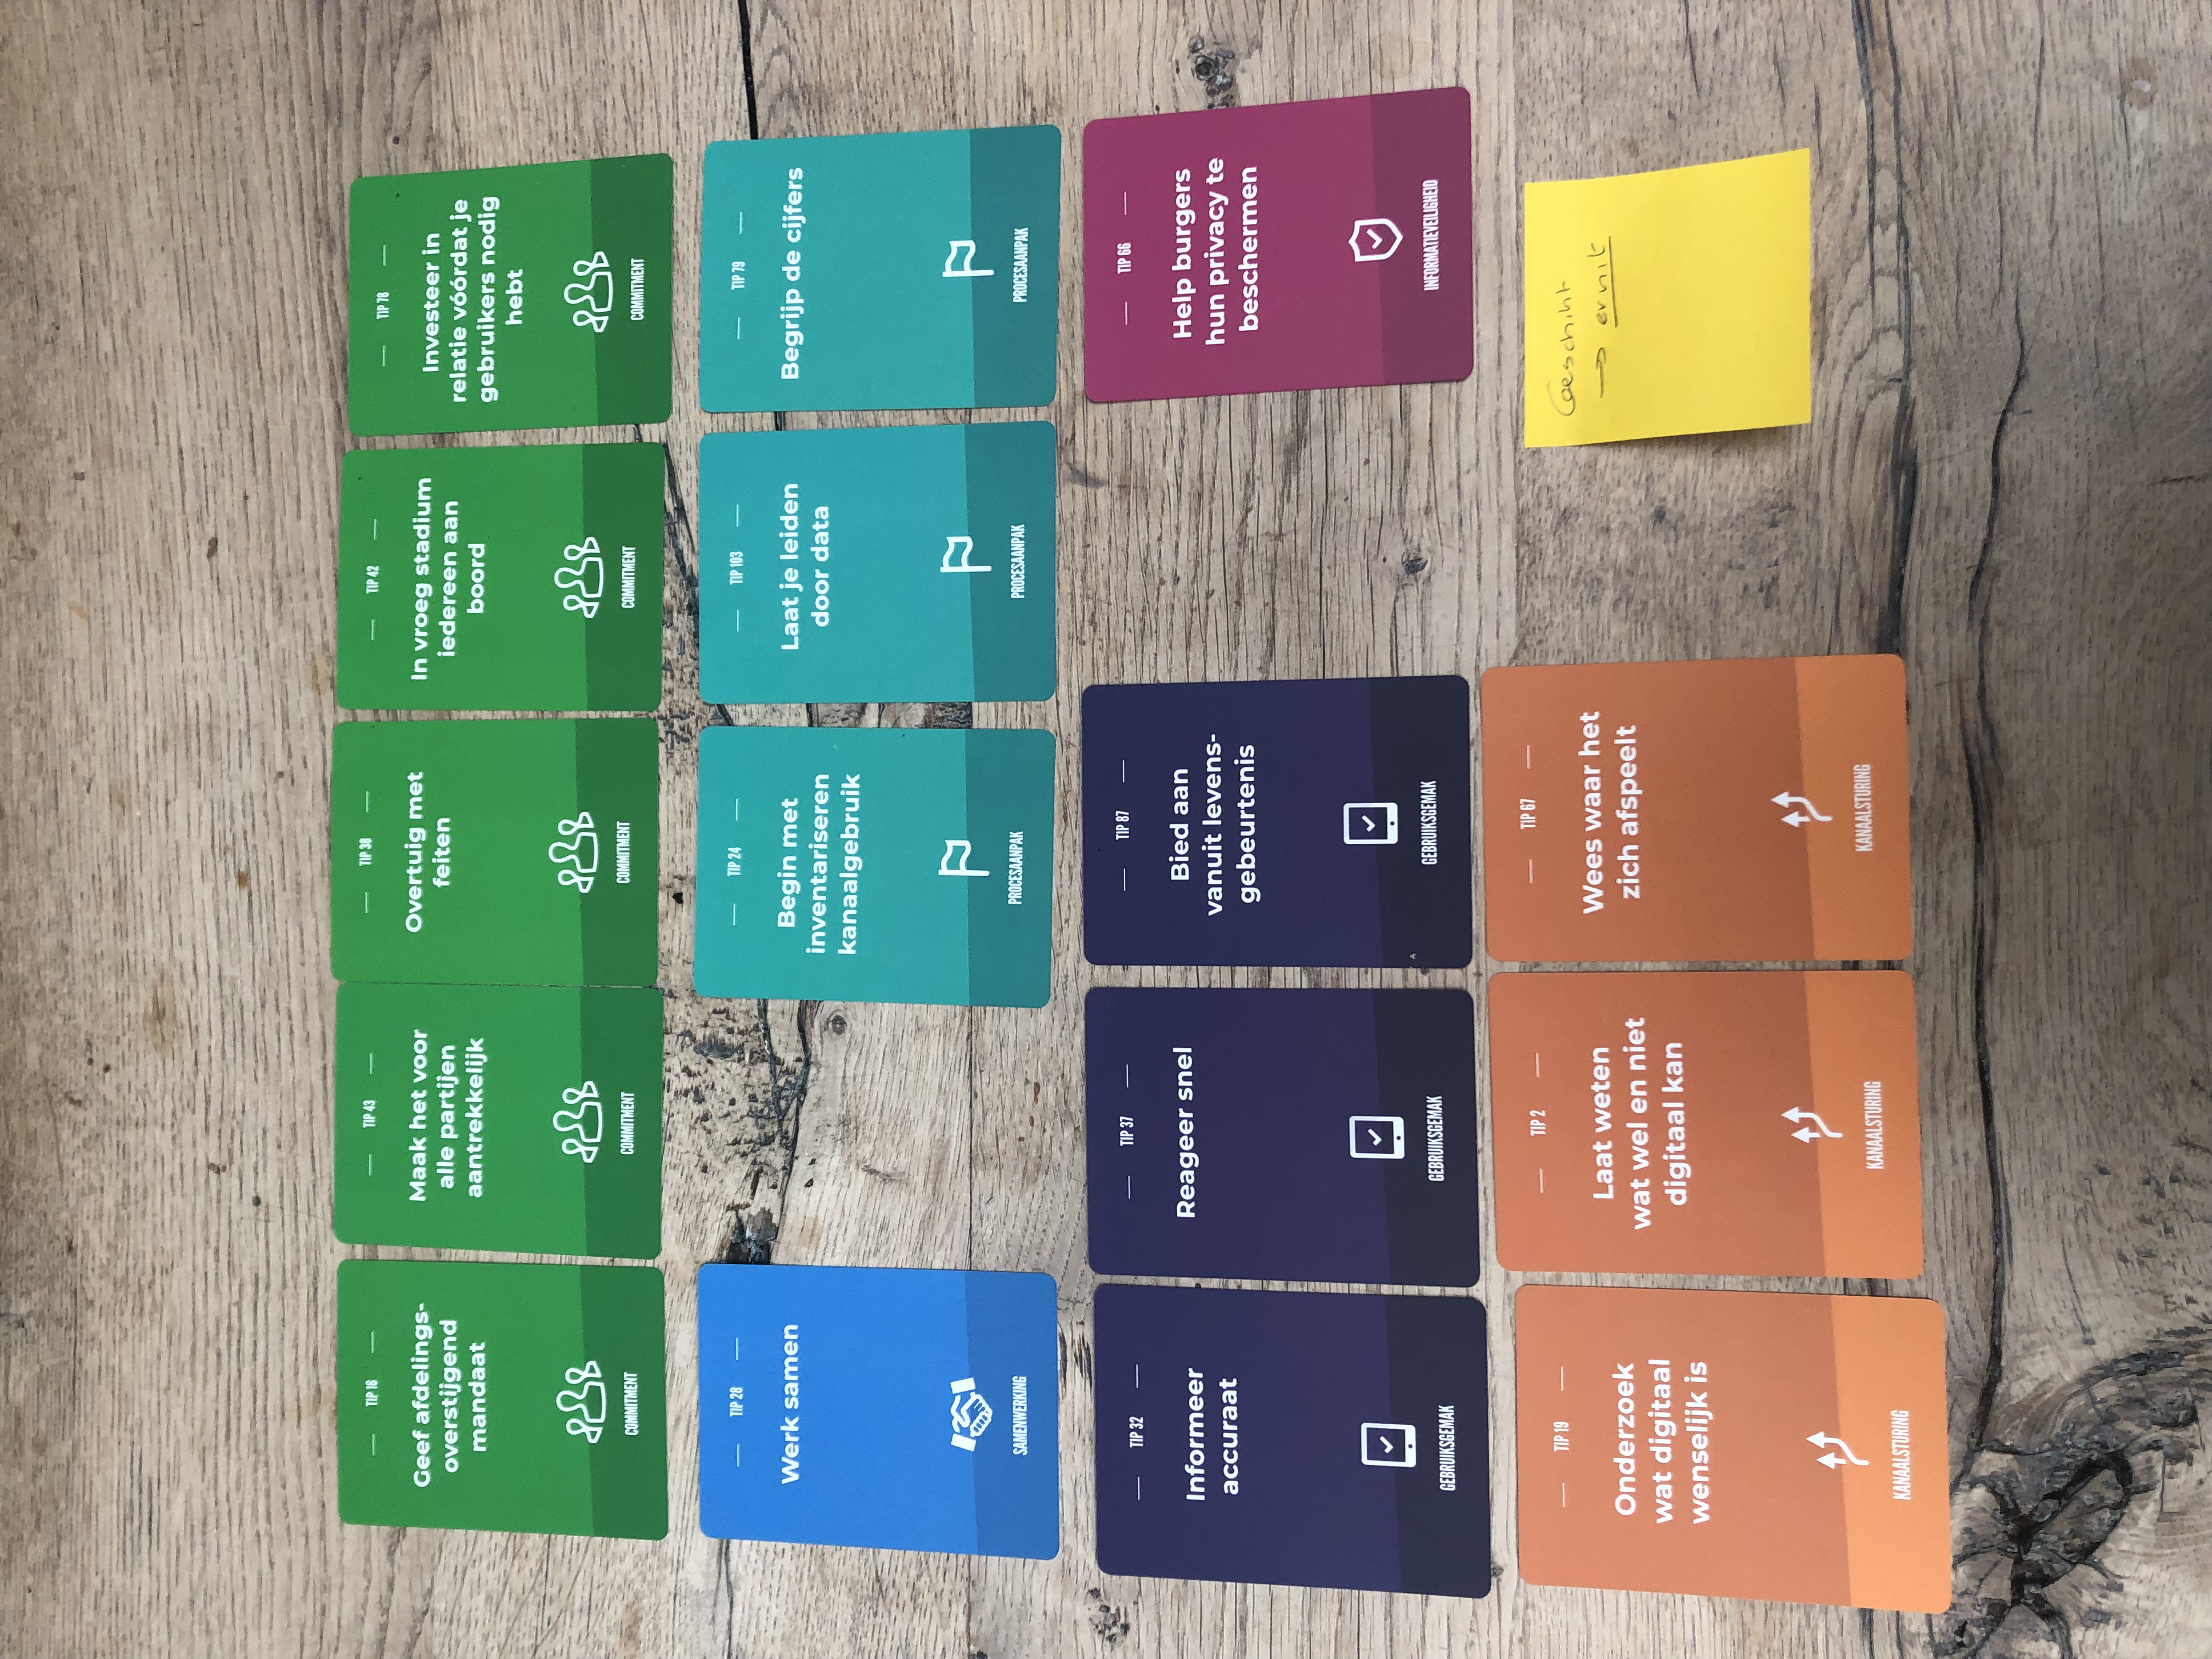 TIP 16
Geef afdelings-
overstijgend
mandaat
COMMITMENT
TIP 43
Maak het voor
alle partijen
aantrekkelijk
COMMITMENT
TIP 38
Overtuig met
feiten
COMMITMENT
TIP 42
In vroeg stadium
iedereen aan
boord
COMMITMENT
TIP 78
Investeer in
relatie vóórdat je
gebruikers nodig
hebt
COMMITMENT
TIP 28
Werk samen
SAMENWERKING
TIP 24
Begin met
inventariseren
kanaalgebruik
PROCESAANPAK
TIP 103
Laat je leiden
door data
PROCESAANPAK
TIP 79
Begrijp de cijfers
PROCESAANPAK
TIP 32
Informeer
accuraat
GEBRUIKSGEMAK
TIP 37
Reageer snel
GEBRUIKSGEMAK
TIP 87
Bied aan
vanuit levens-
gebeurtenis
GEBRUIKSGEMAK
TIP 66
Help burgers
hun privacy te
beschermen
INFORMATIEVEILIGHEID
TIP 19
Onderzoek
wat digitaal
wenselijk is
KANAALSTURING
TIP 2
Laat weten
wat wel en niet
digitaal kan
KANAALSTURING
TIP 67
Wees waar het
zich afspeelt
KANAALSTURING
→ eruit